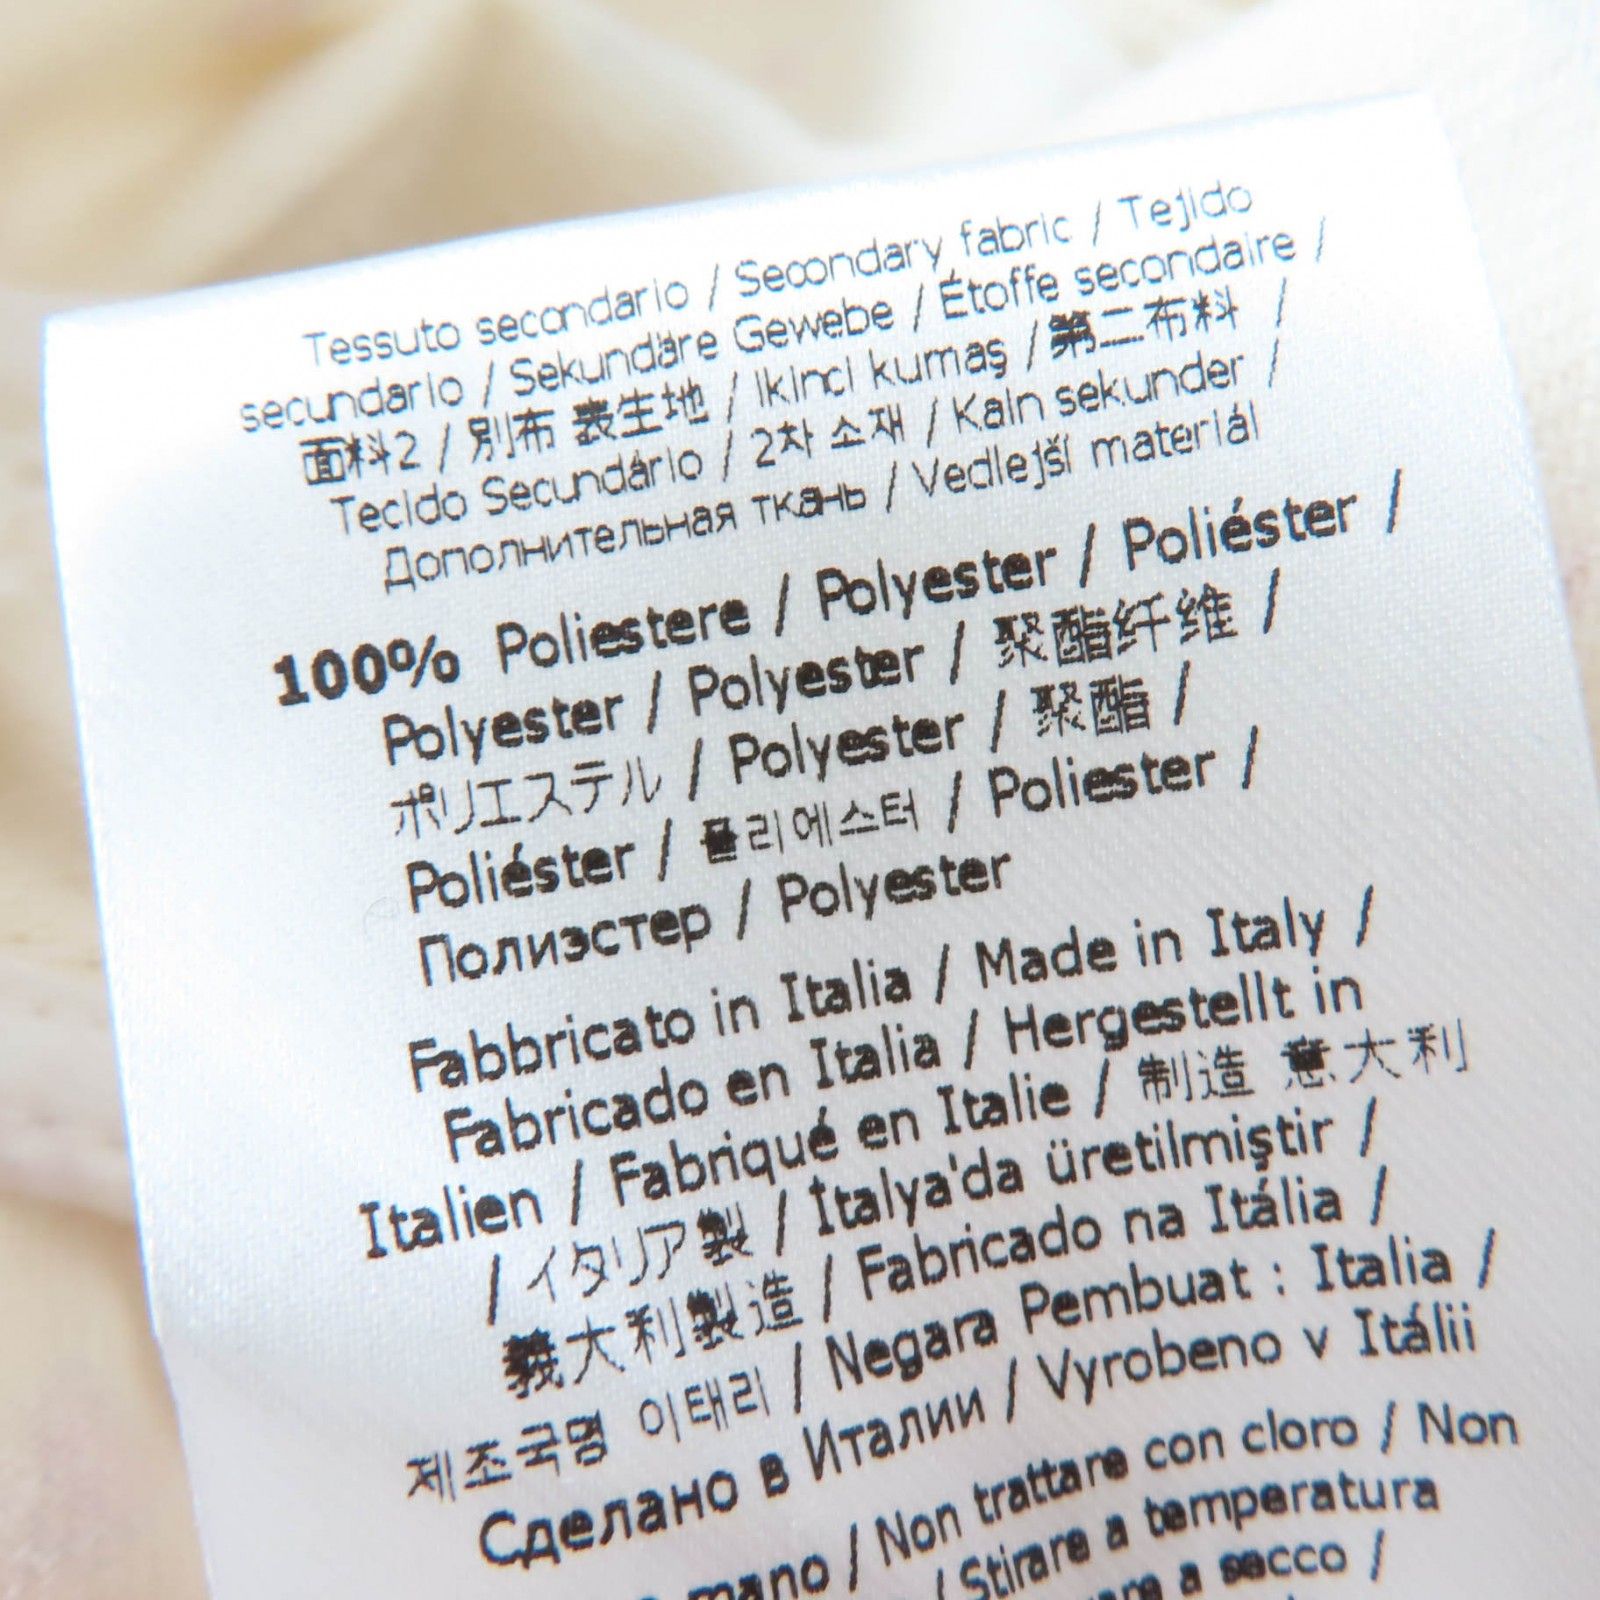 Tessuto secondario / Secondary fabric / Tejido
secundario / Sekundäre Gewebe / Étoffe secondaire /
面料2 / 別布 表生地 / Ikinci kumaş / 第二布料 /
Tecido Secundário / 2차 소재 / Kain sekunder /
Дополнительная ткань / Vedlejší materiál
100% Poliestere / Polyester / Poliéster /
Polyester / Polyester / 聚酯纤维 /
ポリエステル / Polyester / 聚酯 /
Poliéster / 폴리에스터 / Poliester /
Полиэстер / Polyester
Fabbricato in Italia / Made in Italy /
Fabricado en Italia / Hergestellt in
Italien / Fabriqué en Italie / 制造 意大利
/ イタリア製 / İtalya'da üretilmiştir /
義大利製造 / Fabricado na Itália /
제조국명 이태리 / Negara Pembuat : Italia /
Сделано в Италии / Vyrobeno v Itálii
mano / Non trattare con cloro / Non
/ Stirare a temperatura
a secco /